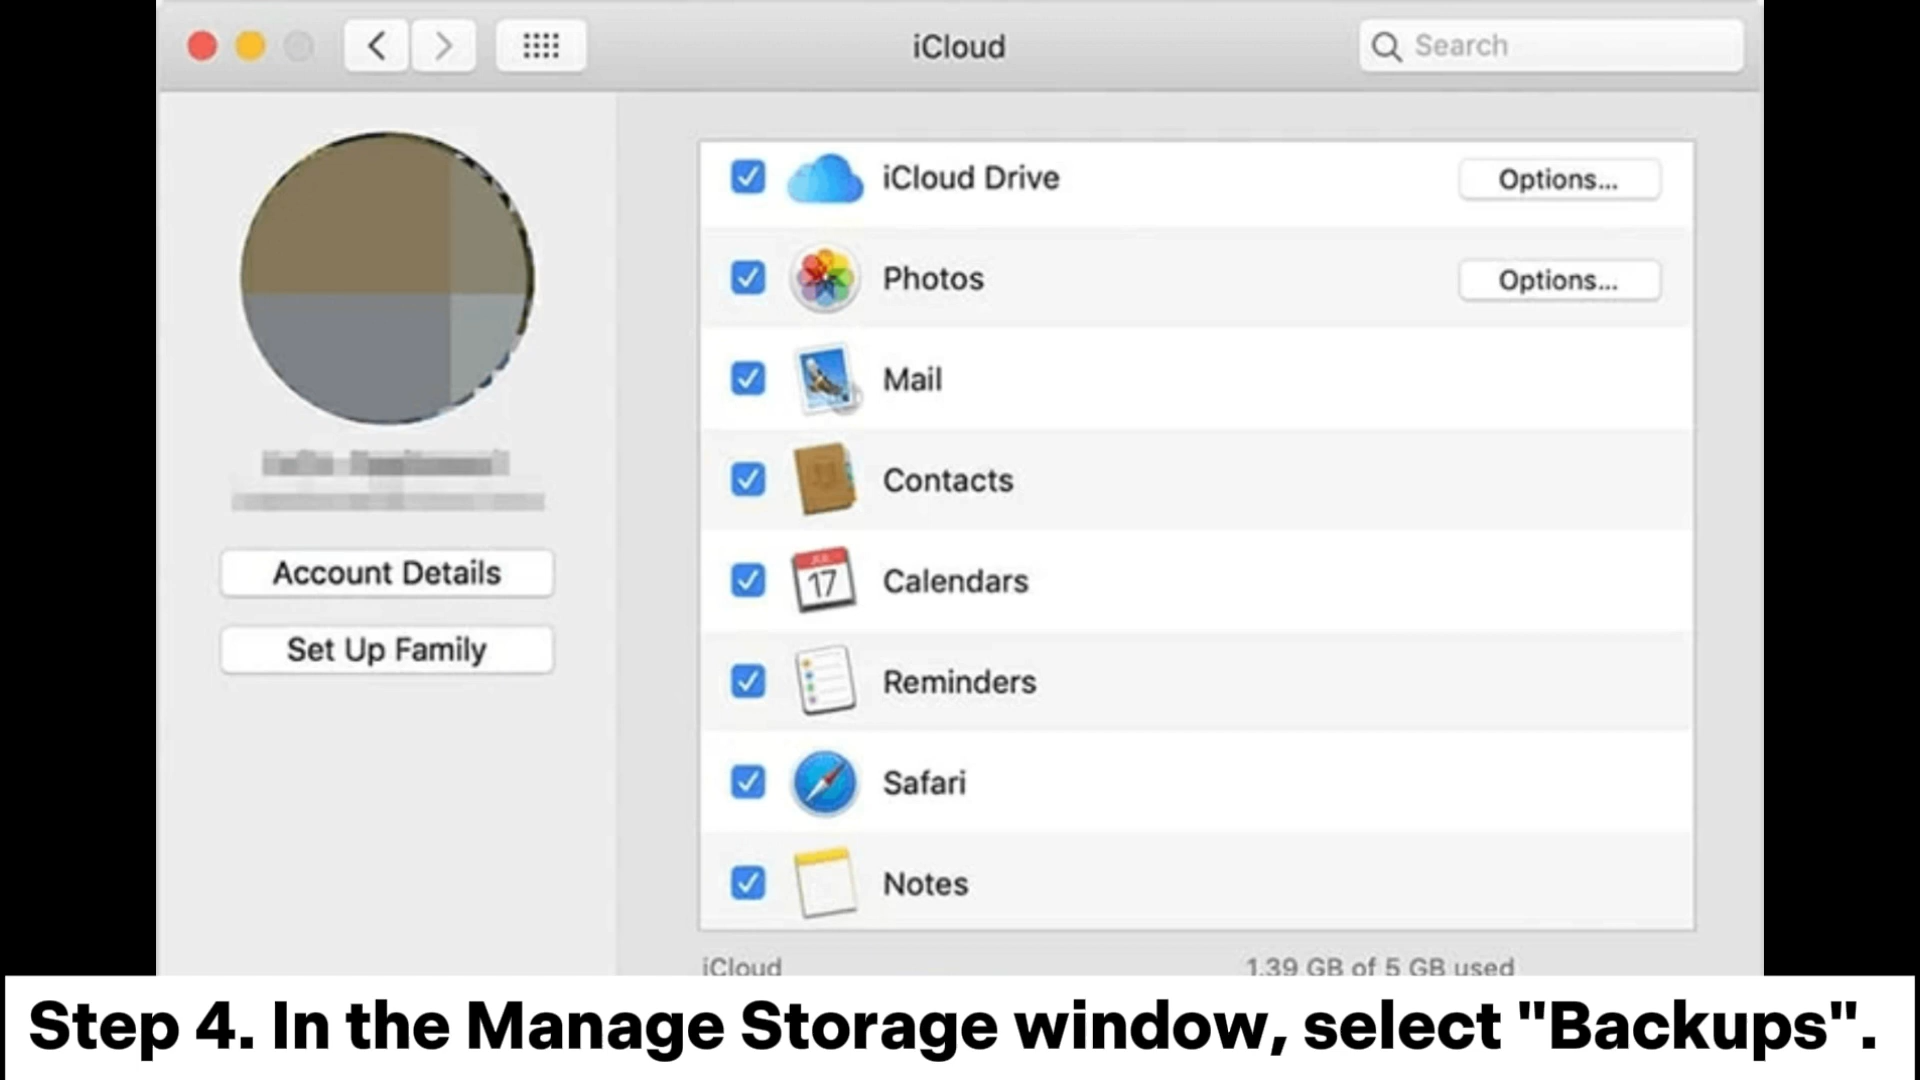 iCloud
Search
iCloud Drive
Options...
Photos
Options...
Mail
Contacts
Account Details
Calendars
17
Set Up Family
Reminders
Safari
Notes
iCloud
1.39 GB of 5 GB used
Step 4. In the Manage Storage window, select "Backups".